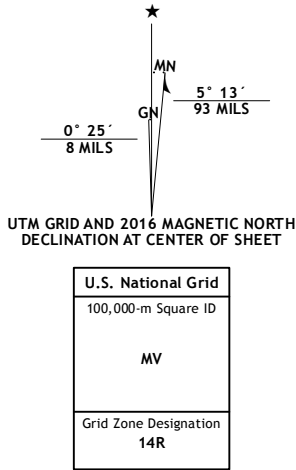 ★
MN
GN
5° 13´
93 MILS
0° 25´
8 MILS
UTM GRID AND 2016 MAGNETIC NORTH
DECLINATION AT CENTER OF SHEET
U.S. National Grid
100,000-m Square ID
MV
Grid Zone Designation
14R